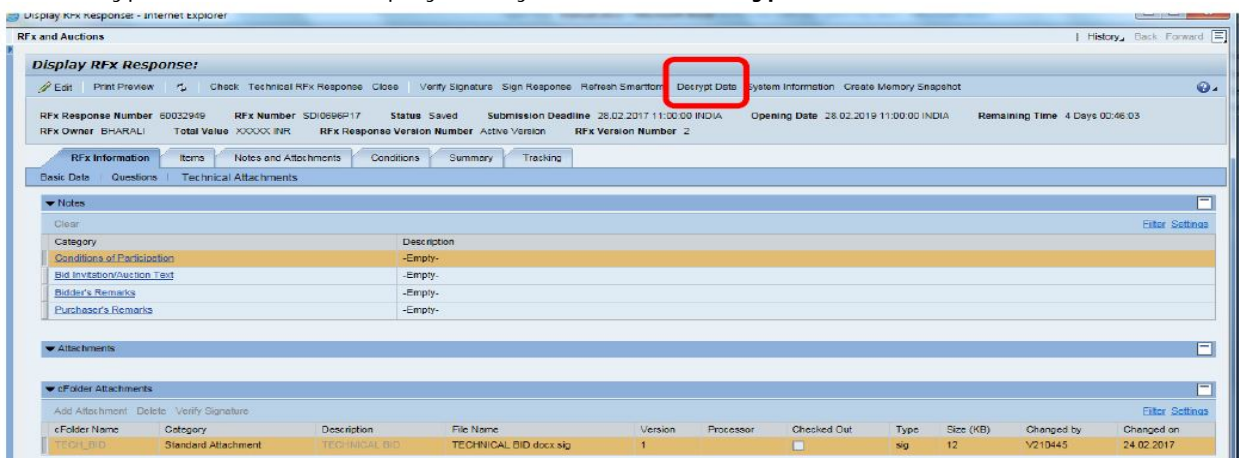 Display RFx Response: - Internet Explorer
RFx and Auctions | History Back Forward
Display RFx Response:
Edit Print Preview Check Technical RFx Response Close Verify Signature Sign Response Refresh Smartform Decrypt Data System Information Create Memory Snapshot
RFx Response Number 60032949 RFx Number SDI0696P17 Status Saved Submission Deadline 28.02.2017 11:00:00 INDIA Opening Date 28.02.2019 11:00:00 INDIA Remaining Time 4 Days 00:46:03
RFx Owner BHARALI Total Value XXXXX INR RFx Response Version Number Active Version RFx Version Number 2
RFx Information Items Notes and Attachments Conditions Summary Tracking
Basic Data Questions Technical Attachments
Notes
Clear Filter Settings
Category Description
Conditions of Participation -Empty-
Bid Invitation/Auction Text -Empty-
Bidder's Remarks -Empty-
Purchaser's Remarks -Empty-
Attachments
cFolder Attachments
Add Attachment Delete Verify Signature Filter Settings
cFolder Name Category Description File Name Version Processor Checked Out Type Size (KB) Changed by Changed on
TECH_BID Standard Attachment TECHNICAL BID TECHNICAL BID.docx.sig 1 sig 12 V210445 24.02.2017